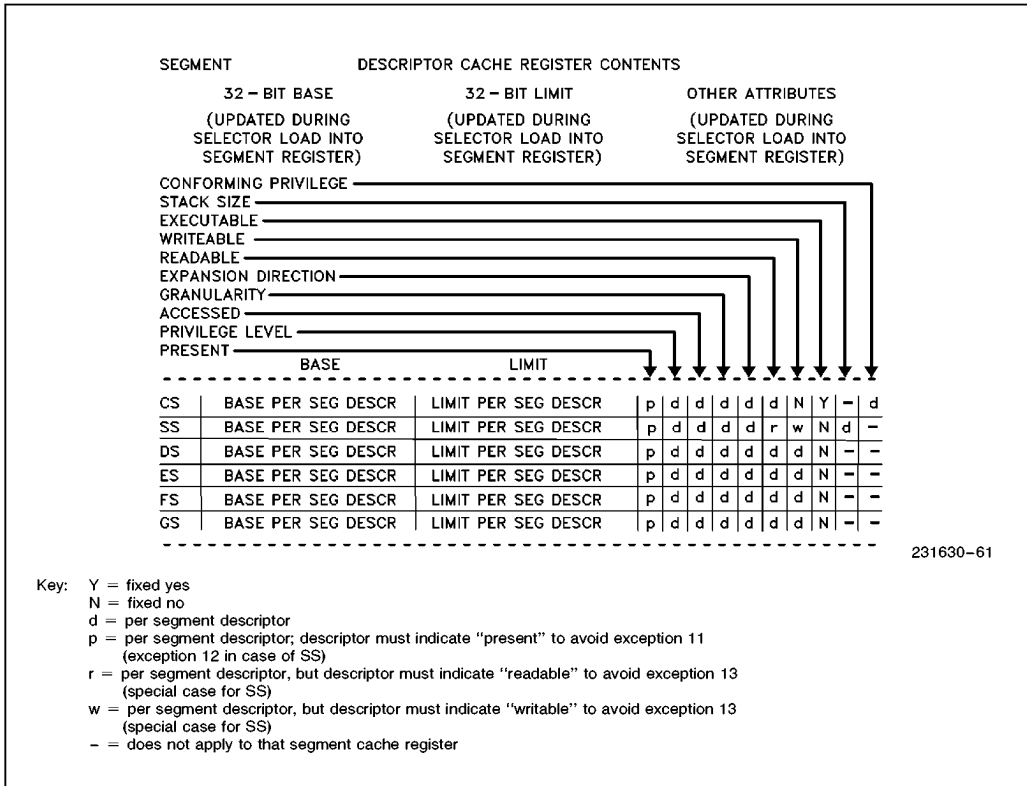 SEGMENT DESCRIPTOR CACHE REGISTER CONTENTS
32 – BIT BASE 32 – BIT LIMIT OTHER ATTRIBUTES
(UPDATED DURING (UPDATED DURING (UPDATED DURING
SELECTOR LOAD INTO SELECTOR LOAD INTO SELECTOR LOAD INTO
SEGMENT REGISTER) SEGMENT REGISTER) SEGMENT REGISTER)
CONFORMING PRIVILEGE
STACK SIZE
EXECUTABLE
WRITEABLE
READABLE
EXPANSION DIRECTION
GRANULARITY
ACCESSED
PRIVILEGE LEVEL
PRESENT
BASE LIMIT
CS BASE PER SEG DESCR LIMIT PER SEG DESCR p d d d d d N Y – d
SS BASE PER SEG DESCR LIMIT PER SEG DESCR p d d d d r w N d –
DS BASE PER SEG DESCR LIMIT PER SEG DESCR p d d d d d d N – –
ES BASE PER SEG DESCR LIMIT PER SEG DESCR p d d d d d d N – –
FS BASE PER SEG DESCR LIMIT PER SEG DESCR p d d d d d d N – –
GS BASE PER SEG DESCR LIMIT PER SEG DESCR p d d d d d d N – –
231630–61
Key: Y = fixed yes
N = fixed no
d = per segment descriptor
p = per segment descriptor; descriptor must indicate “present” to avoid exception 11
(exception 12 in case of SS)
r = per segment descriptor, but descriptor must indicate “readable” to avoid exception 13
(special case for SS)
w = per segment descriptor, but descriptor must indicate “writable” to avoid exception 13
(special case for SS)
– = does not apply to that segment cache register